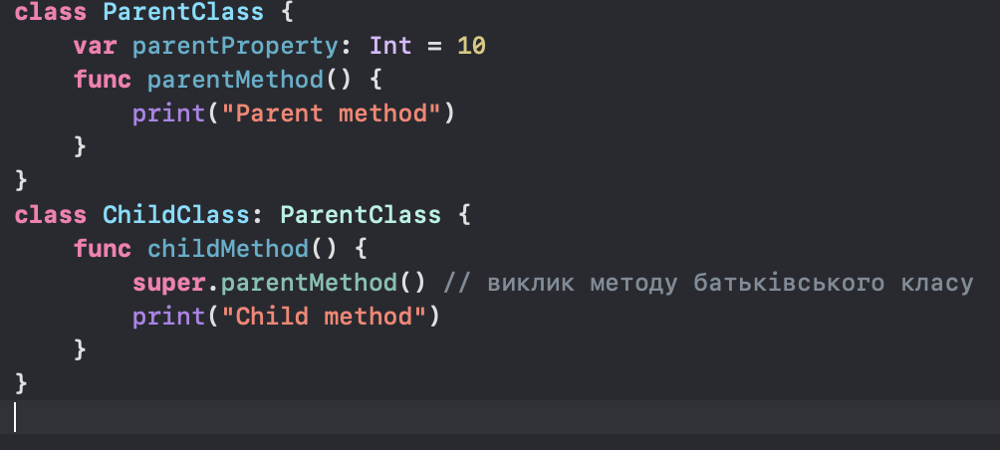 class ParentClass {
    var parentProperty: Int = 10
    func parentMethod() {
        print("Parent method")
    }
}
class ChildClass: ParentClass {
    func childMethod() {
        super.parentMethod() // виклик методу батьківського класу
        print("Child method")
    }
}